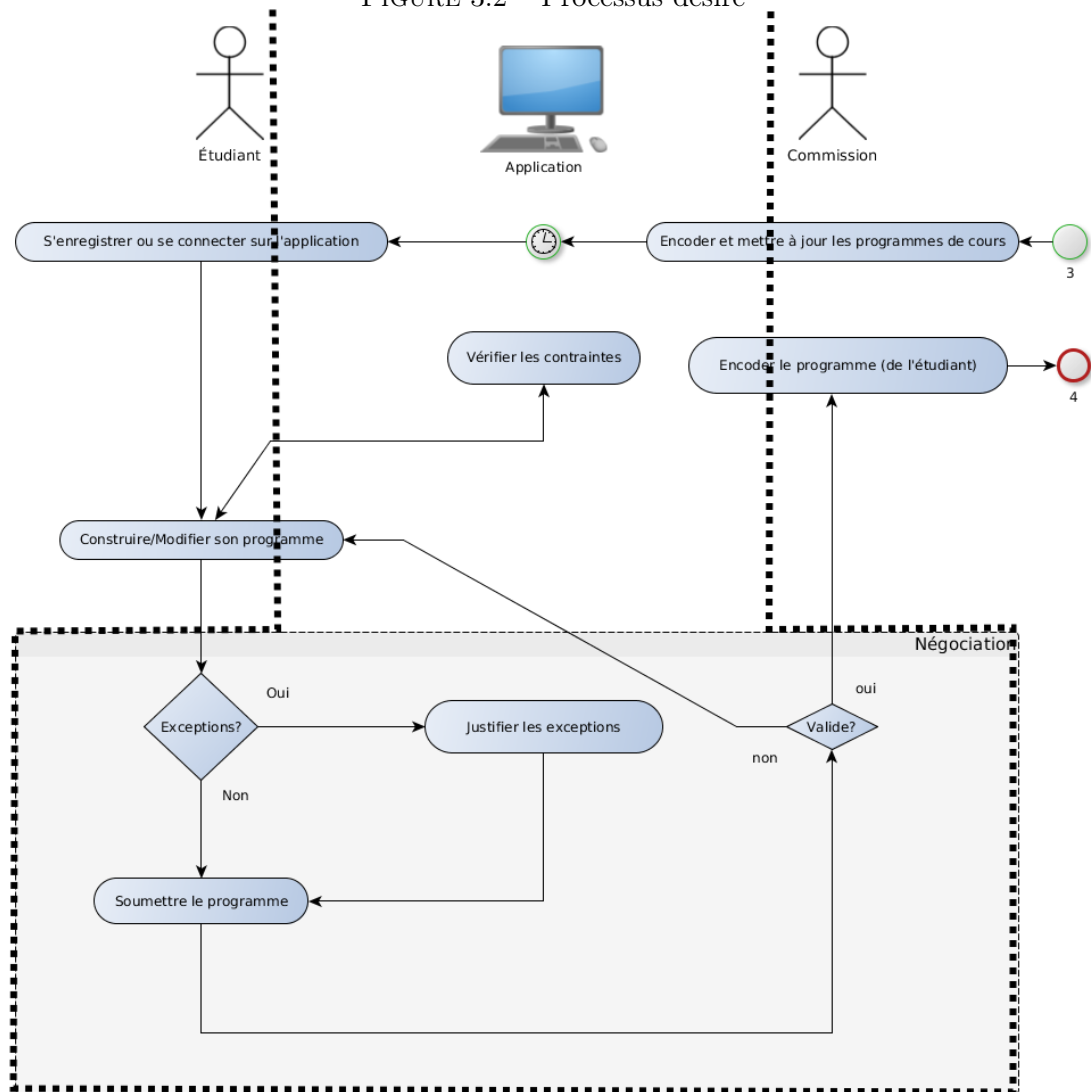 FIGURE 3.2 – Processus désiré
Étudiant
Application
Commission
S'enregistrer ou se connecter sur l'application
Encoder et mettre à jour les programmes de cours
3
Vérifier les contraintes
Encoder le programme (de l'étudiant)
4
Construire/Modifier son programme
Négociation
Oui
oui
Exceptions?
Justifier les exceptions
Valide?
non
Non
Soumettre le programme